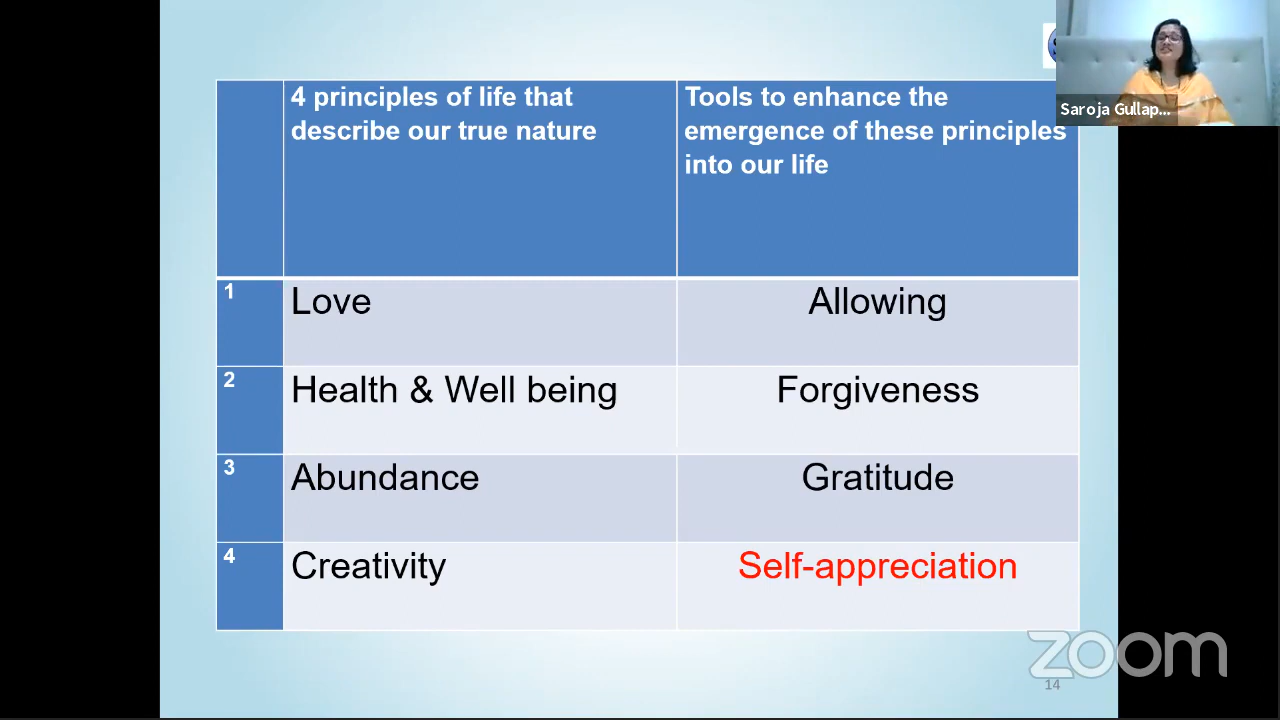 4 principles of life that
describe our true nature
Tools to enhance the
emergence of these principles
into our life
1
Love
Allowing
2
Health & Well being
Forgiveness
3
Abundance
Gratitude
4
Creativity
Self-appreciation
Saroja Gullap...
zoom
14